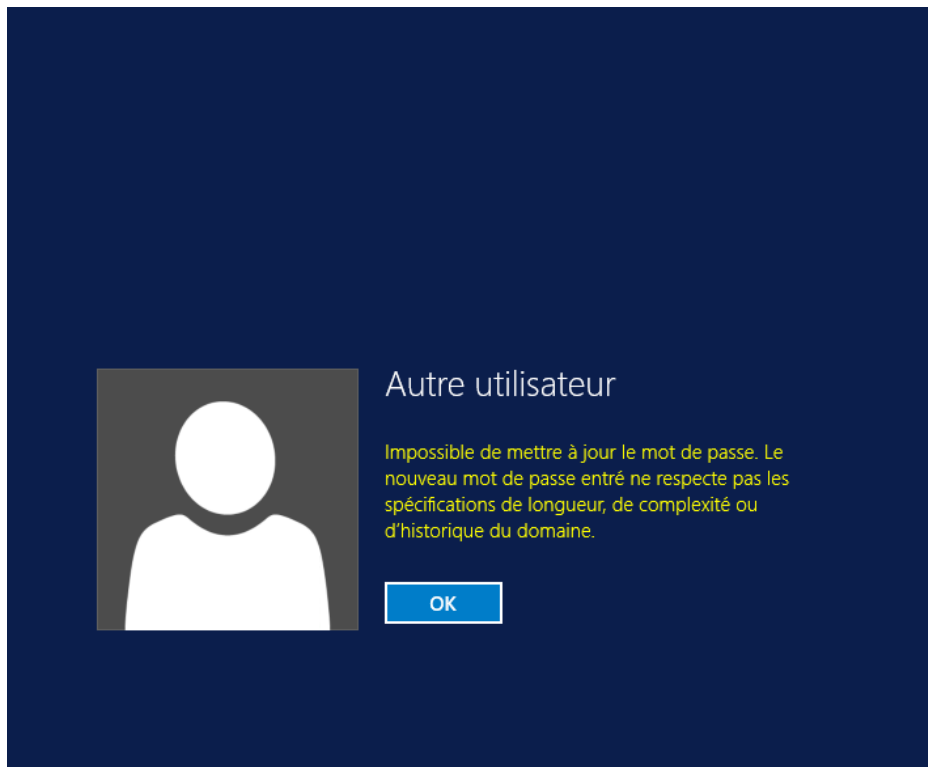 Autre utilisateur
Impossible de mettre à jour le mot de passe. Le
nouveau mot de passe entré ne respecte pas les
spécifications de longueur, de complexité ou
d’historique du domaine.
OK